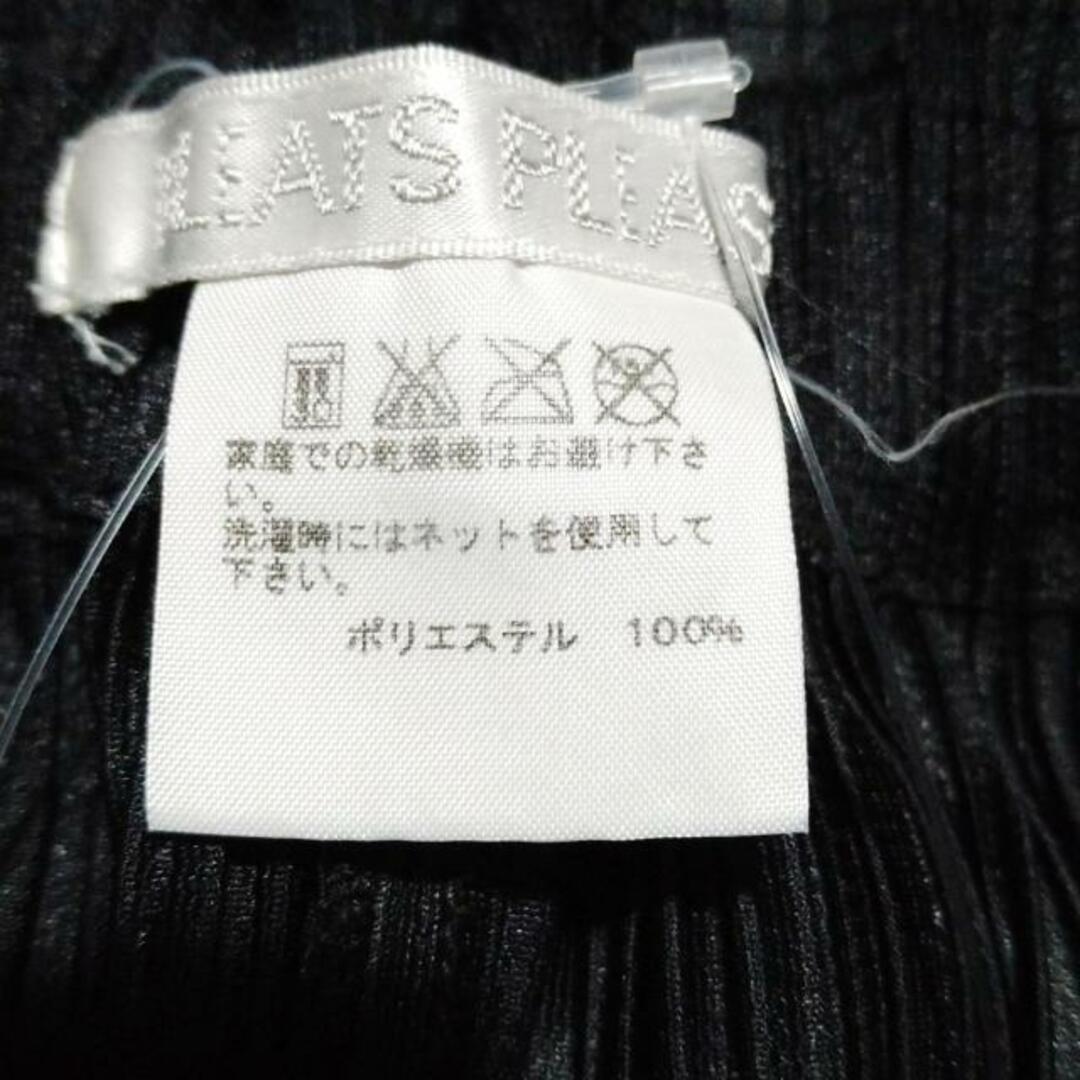 LEATS PLEAS
家庭での乾燥機はお避け下さ
い。
洗濯時にはネットを使用して
下さい。
ポリエステル 100%